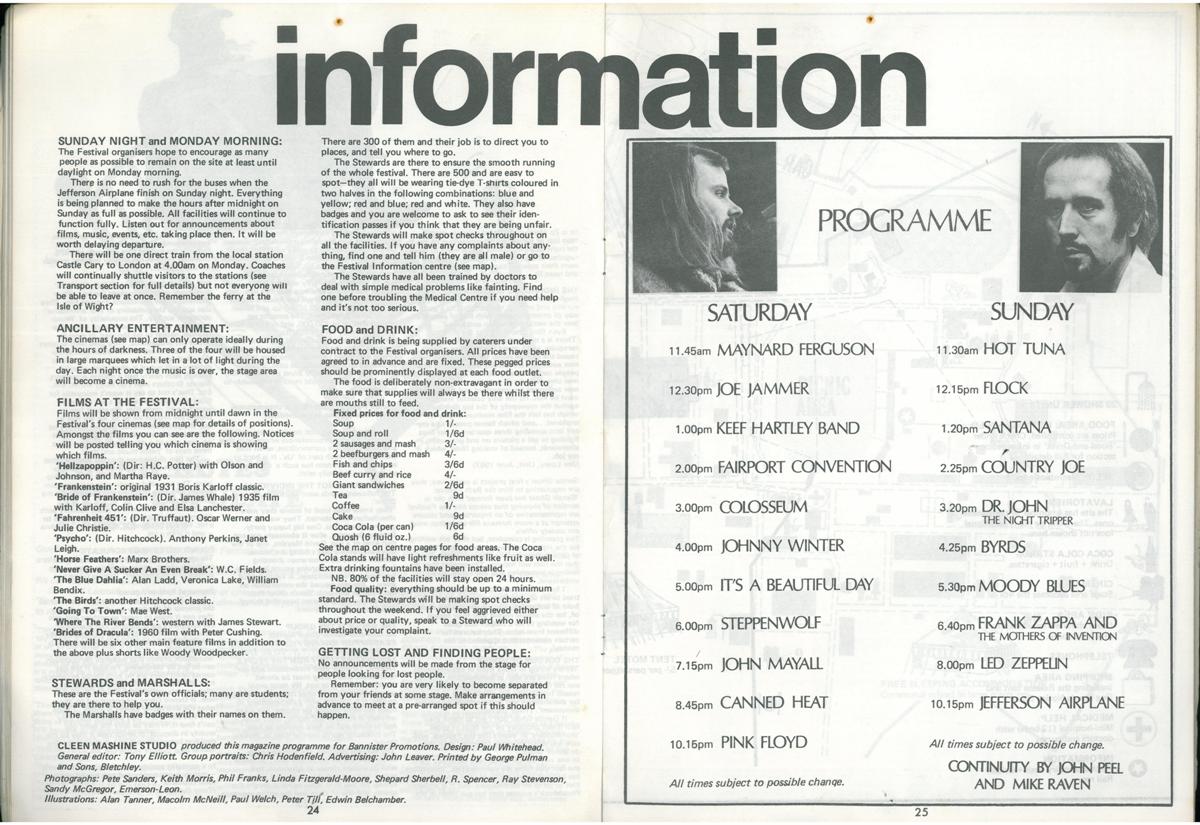 information
SUNDAY NIGHT and MONDAY MORNING:
The Festival organisers hope to encourage as many
people as possible to remain on the site at least until
daylight on Monday morning.
There is no need to rush for the buses when the
Jefferson Airplane finish on Sunday night. Everything
is being planned to make the hours after midnight on
Sunday as full as possible. All facilities will continue to
function fully. Listen out for announcements about
films, music, events, etc. taking place then. It will be
worth delaying departure.
There will be one direct train from the local station
Castle Cary to London at 4.00am on Monday. Coaches
will continually shuttle visitors to the stations (see
Transport section for full details) but not everyone will
be able to leave at once. Remember the ferry at the
Isle of Wight?
ANCILLARY ENTERTAINMENT:
The cinemas (see map) can only operate ideally during
the hours of darkness. Three of the four will be housed
in large marquees which let in a lot of light during the
day. Each night once the music is over, the stage area
will become a cinema.
FILMS AT THE FESTIVAL:
Films will be shown from midnight until dawn in the
Festival's four cinemas (see map for details of positions).
Amongst the films you can see are the following. Notices
will be posted telling you which cinema is showing
which films.
'Hellzapoppin': (Dir: H.C. Potter) with Olson and
Johnson, and Martha Raye.
'Frankenstein': original 1931 Boris Karloff classic.
'Bride of Frankenstein': (Dir. James Whale) 1935 film
with Karloff, Colin Clive and Elsa Lanchester.
'Fahrenheit 451': (Dir. Truffaut). Oscar Werner and
Julie Christie.
'Psycho': (Dir. Hitchcock). Anthony Perkins, Janet
Leigh.
'Horse Feathers': Marx Brothers.
'Never Give A Sucker An Even Break': W.C. Fields.
'The Blue Dahlia': Alan Ladd, Veronica Lake, William
Bendix.
'The Birds': another Hitchcock classic.
'Going To Town': Mae West.
'Where The River Bends': western with James Stewart.
'Brides of Dracula': 1960 film with Peter Cushing.
There will be six other main feature films in addition to
the above plus shorts like Woody Woodpecker.
STEWARDS and MARSHALLS:
These are the Festival's own officials; many are students;
they are there to help you.
The Marshalls have badges with their names on them.
There are 300 of them and their job is to direct you to
places, and tell you where to go.
The Stewards are there to ensure the smooth running
of the whole festival. There are 500 and are easy to
spot—they all will be wearing tie-dye T-shirts coloured in
two halves in the following combinations: blue and
yellow; red and blue; red and white. They also have
badges and you are welcome to ask to see their iden-
tification passes if you think that they are being unfair.
The Stewards will make spot checks throughout on
all the facilities. If you have any complaints about any-
thing, find one and tell him (they are all male) or go to
the Festival Information centre (see map).
The Stewards have all been trained by doctors to
deal with simple medical problems like fainting. Find
one before troubling the Medical Centre if you need help
and it's not too serious.
FOOD and DRINK:
Food and drink is being supplied by caterers under
contract to the Festival organisers. All prices have been
agreed to in advance and are fixed. These pegged prices
should be prominently displayed at each food outlet.
The food is deliberately non-extravagant in order to
make sure that supplies will always be there whilst there
are mouths still to feed.
Fixed prices for food and drink:
Soup 1/-
Soup and roll 1/6d
2 sausages and mash 3/-
2 beefburgers and mash 4/-
Fish and chips 3/6d
Beef curry and rice 4/-
Giant sandwiches 2/6d
Tea 9d
Coffee 1/-
Cake 9d
Coca Cola (per can) 1/6d
Quosh (6 fluid oz.) 6d
See the map on centre pages for food areas. The Coca
Cola stands will have light refreshments like fruit as well.
Extra drinking fountains have been installed.
NB. 80% of the facilities will stay open 24 hours.
Food quality: everything should be up to a minimum
standard. The Stewards will be making spot checks
throughout the weekend. If you feel aggrieved either
about price or quality, speak to a Steward who will
investigate your complaint.
GETTING LOST AND FINDING PEOPLE:
No announcements will be made from the stage for
people looking for lost people.
Remember: you are very likely to become separated
from your friends at some stage. Make arrangements in
advance to meet at a pre-arranged spot if this should
happen.
CLEEN MASHINE STUDIO produced this magazine programme for Bannister Promotions. Design: Paul Whitehead.
General editor: Tony Elliott. Group portraits: Chris Hodenfield. Advertising: John Leaver. Printed by George Pulman
and Sons, Bletchley.
Photographs: Pete Sanders, Keith Morris, Phil Franks, Linda Fitzgerald-Moore, Shepard Sherbell, R. Spencer, Ray Stevenson,
Sandy McGregor, Emerson-Leon.
Illustrations: Alan Tanner, Macolm McNeill, Paul Welch, Peter Till, Edwin Belchamber.
24
PROGRAMME
SATURDAY
11.45am MAYNARD FERGUSON
12.30pm JOE JAMMER
1.00pm KEEF HARTLEY BAND
2.00pm FAIRPORT CONVENTION
3.00pm COLOSSEUM
4.00pm JOHNNY WINTER
5.00pm IT'S A BEAUTIFUL DAY
6.00pm STEPPENWOLF
7.15pm JOHN MAYALL
8.45pm CANNED HEAT
10.15pm PINK FLOYD
All times subject to possible change.
SUNDAY
11.30am HOT TUNA
12.15pm FLOCK
1.20pm SANTANA
2.25pm COUNTRY JOE
3.20pm DR. JOHN
THE NIGHT TRIPPER
4.25pm BYRDS
5.30pm MOODY BLUES
6.40pm FRANK ZAPPA AND
THE MOTHERS OF INVENTION
8.00pm LED ZEPPELIN
10.15pm JEFFERSON AIRPLANE
All times subject to possible change.
CONTINUITY BY JOHN PEEL
AND MIKE RAVEN
25